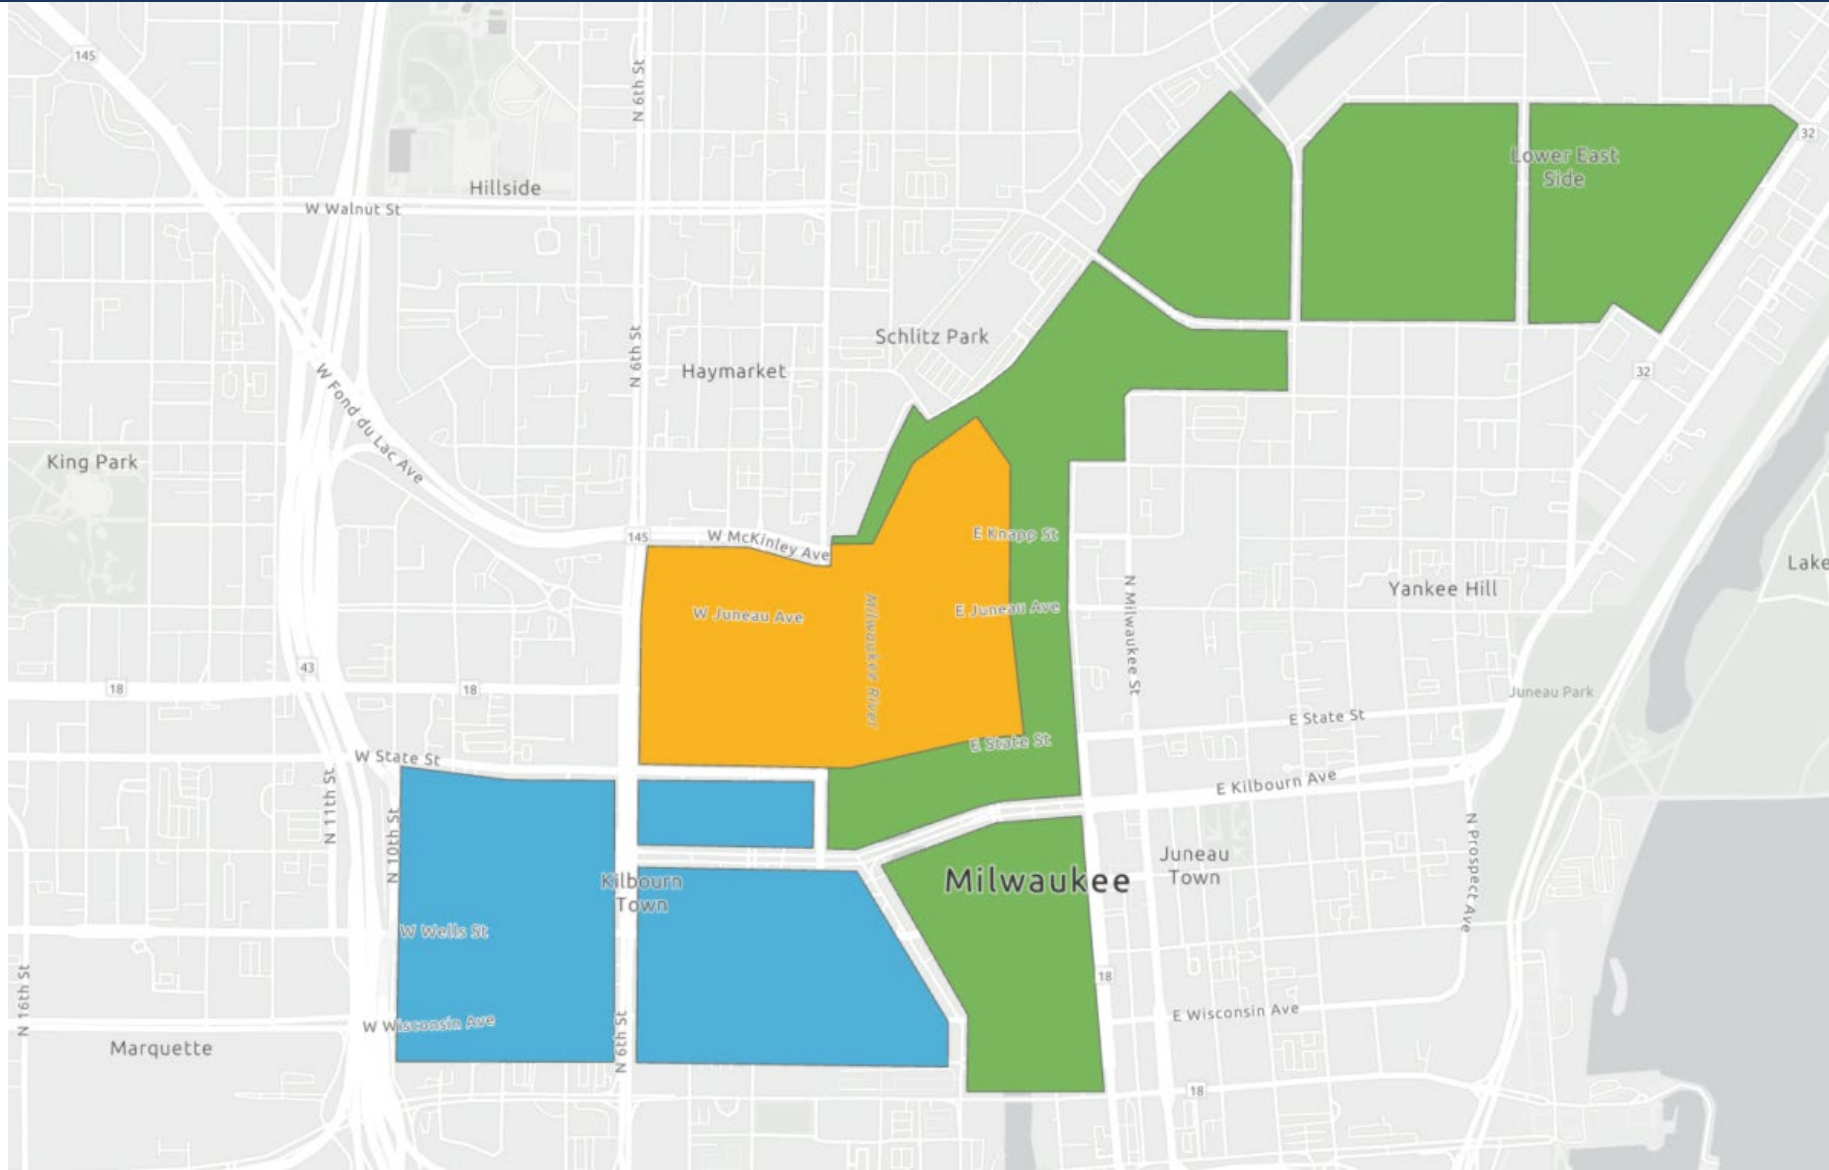 145
N 6th St
32
Lower East
Side
Hillside
W Walnut St
Schlitz Park
N 6th St
Haymarket
32
W Fond du Lac Ave
King Park
145
W McKinley Ave
E Knapp St
Lake
Yankee Hill
W Juneau Ave
E Juneau Ave
Milwaukee River
N Milwaukee St
43
18
18
Juneau Park
E State St
E State St
W State St
E Kilbourn Ave
N 11th St
N 10th St
Juneau
Town
Milwaukee
Kilbourn
Town
N Prospect Ave
W Wells St
18
N 16th St
E Wisconsin Ave
W Wisconsin Ave
N 6th St
Marquette
18